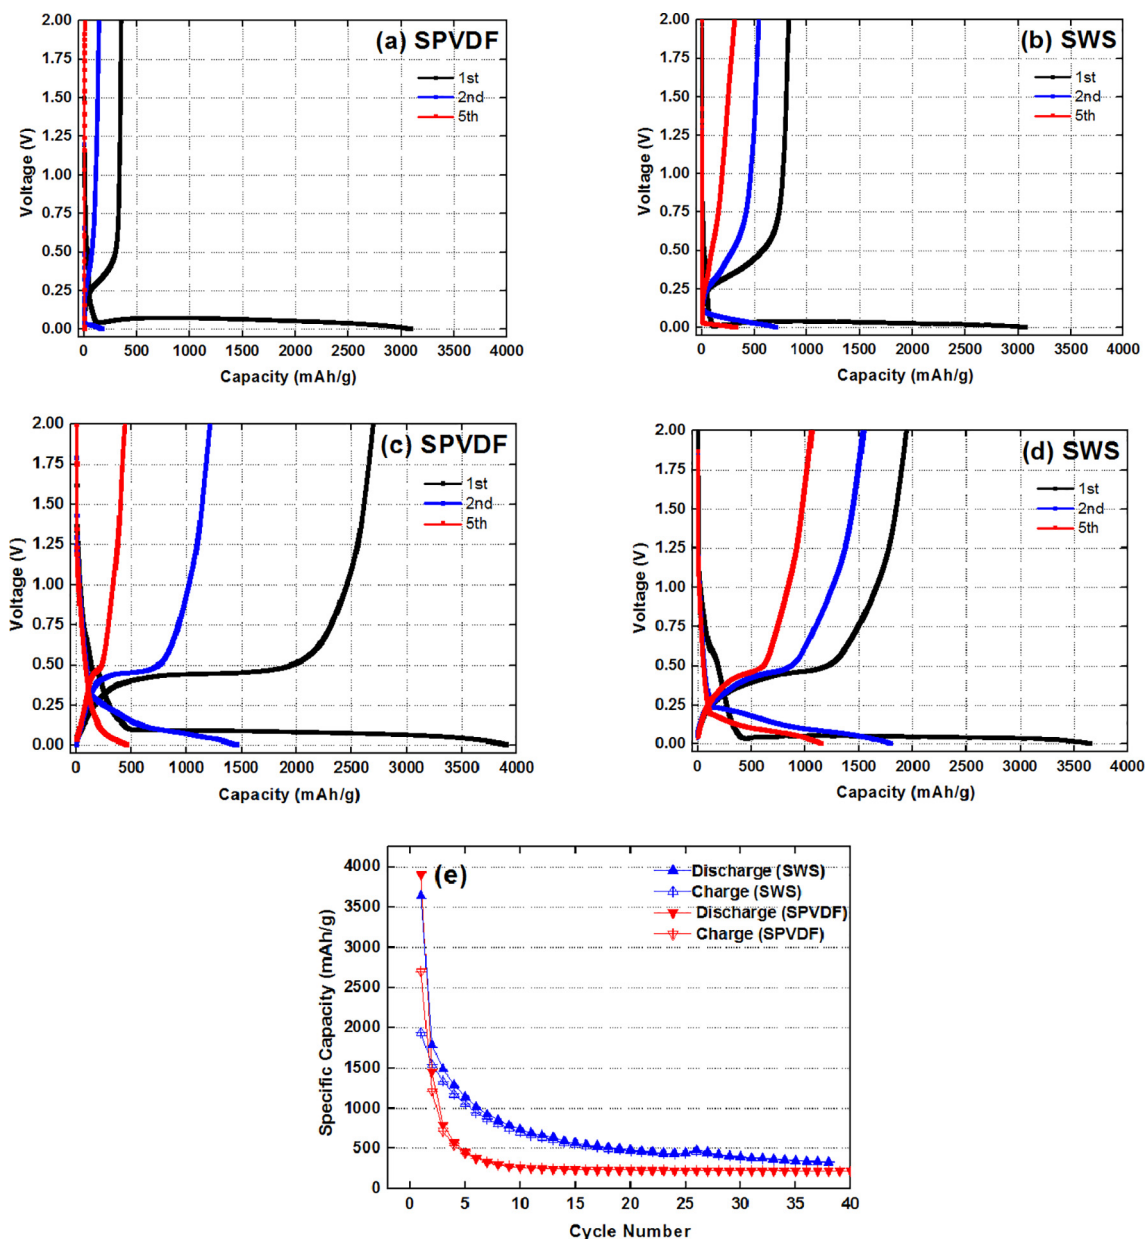 (a) SPVDF
1st
2nd
5th
2.00
1.75
1.50
1.25
1.00
0.75
0.50
0.25
0.00
Voltage (V)
0 500 1000 1500 2000 2500 3000 3500 4000
Capacity (mAh/g)
(b) SWS
1st
2nd
5th
2.00
1.75
1.50
1.25
1.00
0.75
0.50
0.25
0.00
Voltage (V)
0 500 1000 1500 2000 2500 3000 3500 4000
Capacity (mAh/g)
(c) SPVDF
1st
2nd
5th
2.00
1.75
1.50
1.25
1.00
0.75
0.50
0.25
0.00
Voltage (V)
0 500 1000 1500 2000 2500 3000 3500 4000
Capacity (mAh/g)
(d) SWS
1st
2nd
5th
2.00
1.75
1.50
1.25
1.00
0.75
0.50
0.25
0.00
Voltage (V)
0 500 1000 1500 2000 2500 3000 3500 4000
Capacity (mAh/g)
(e)
Discharge (SWS)
Charge (SWS)
Discharge (SPVDF)
Charge (SPVDF)
4000
3500
3000
2500
2000
1500
1000
500
0
Specific Capacity (mAh/g)
0 5 10 15 20 25 30 35 40
Cycle Number